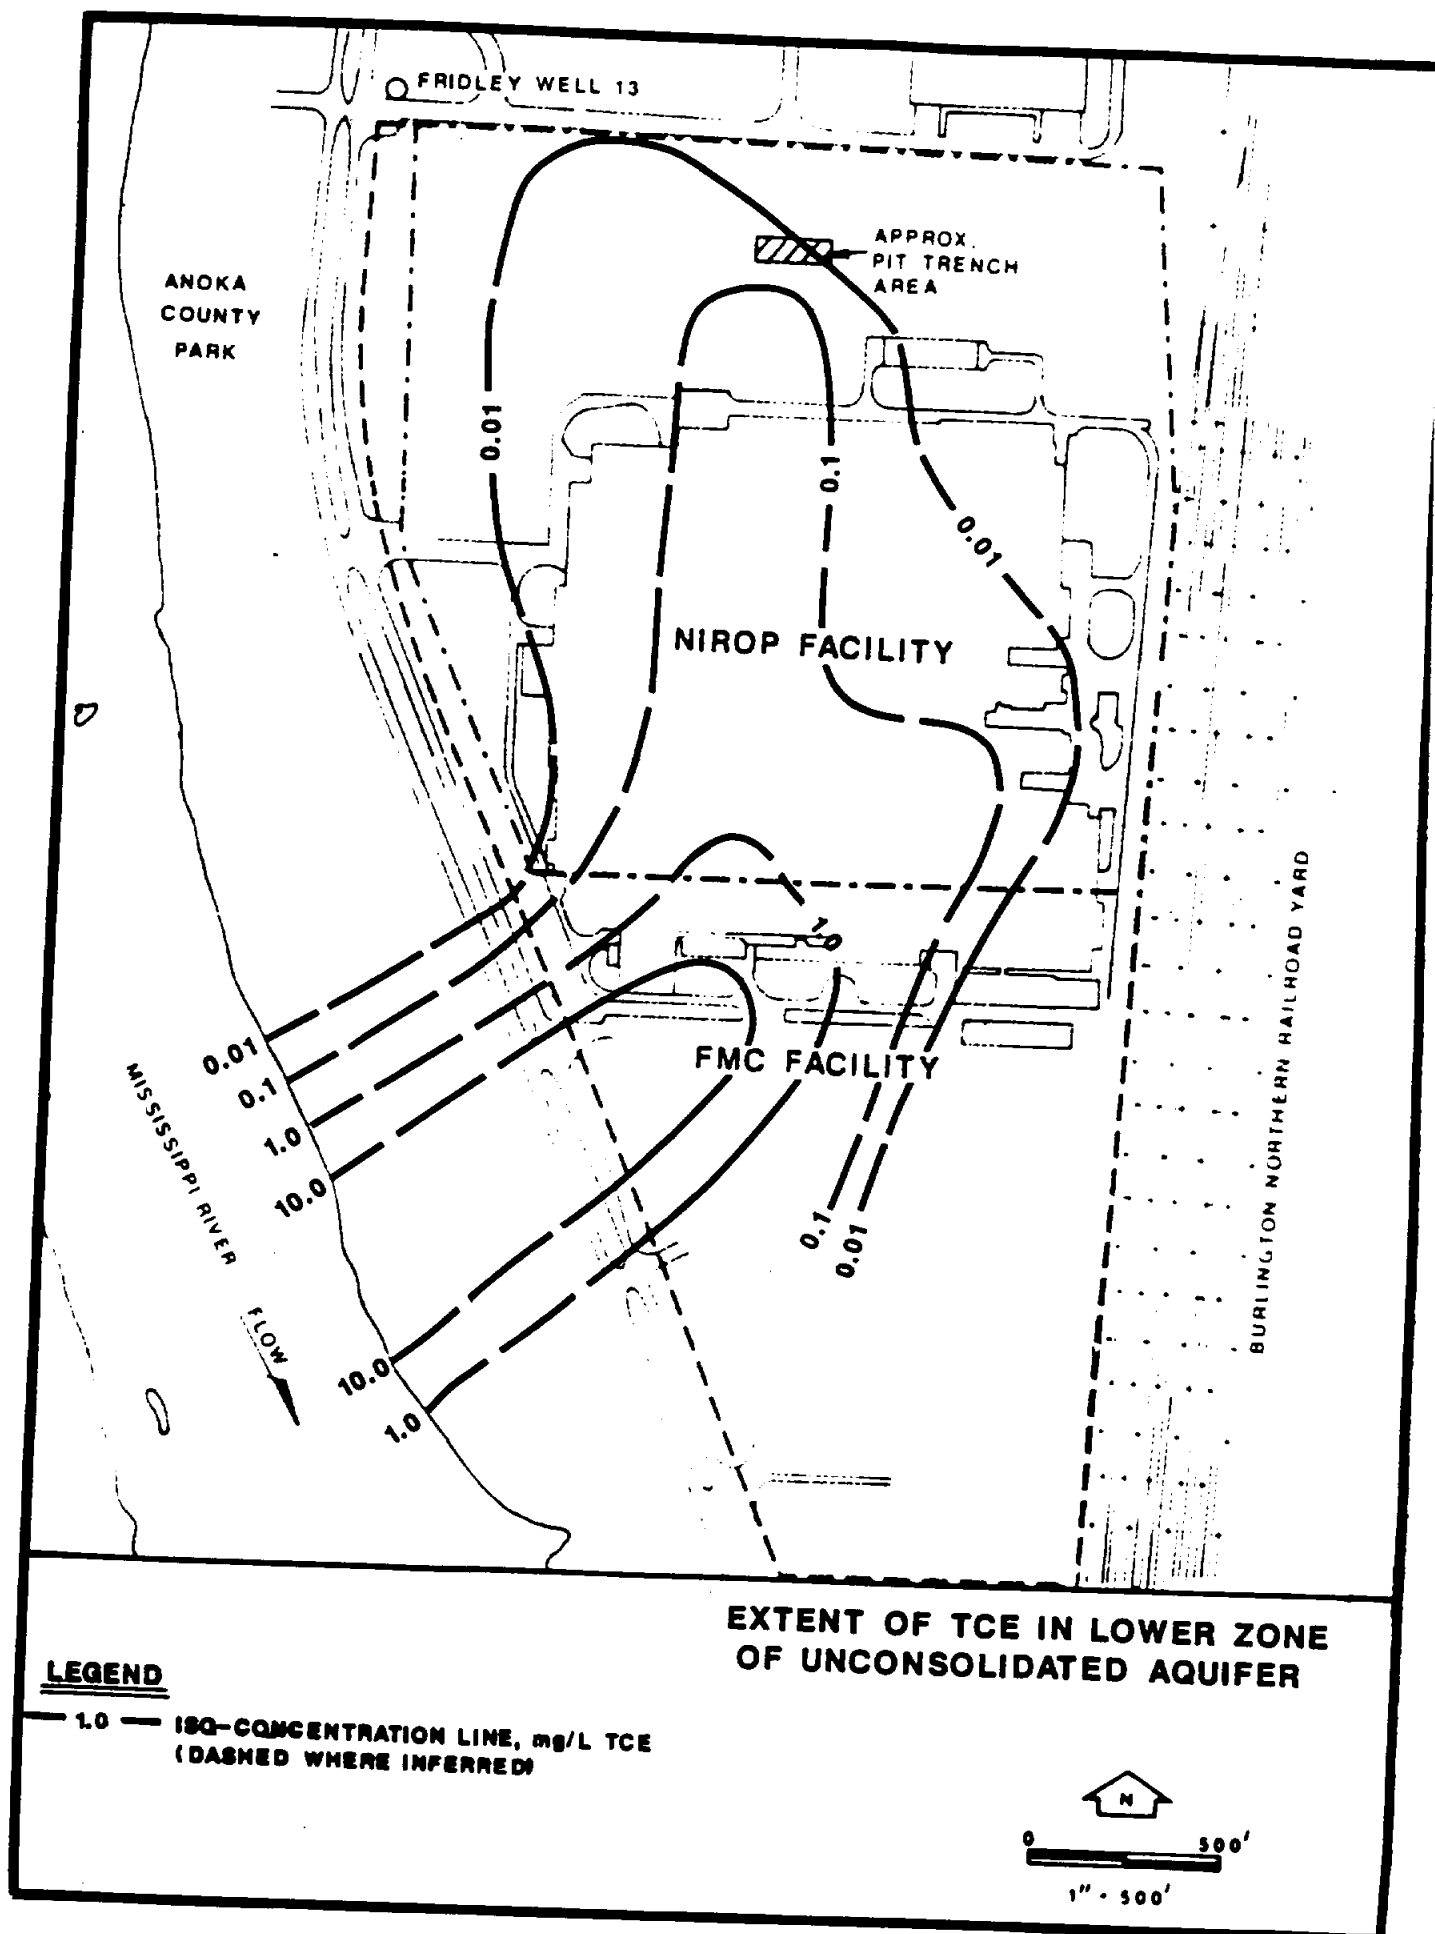 FRIDLEY WELL 13
APPROX.
PIT TRENCH
AREA
ANOKA
COUNTY
PARK
0.01
0.1
0.01
NIROP FACILITY
1.0
FMC FACILITY
0.01
0.1
1.0
10.0
MISSISSIPPI RIVER
FLOW
0.1
0.01
10.0
1.0
BURLINGTON NORTHERN RAILROAD YARD
EXTENT OF TCE IN LOWER ZONE
OF UNCONSOLIDATED AQUIFER
LEGEND
1.0
ISO-CONCENTRATION LINE, mg/L TCE
(DASHED WHERE INFERRED)
N
0 500'
1" - 500'